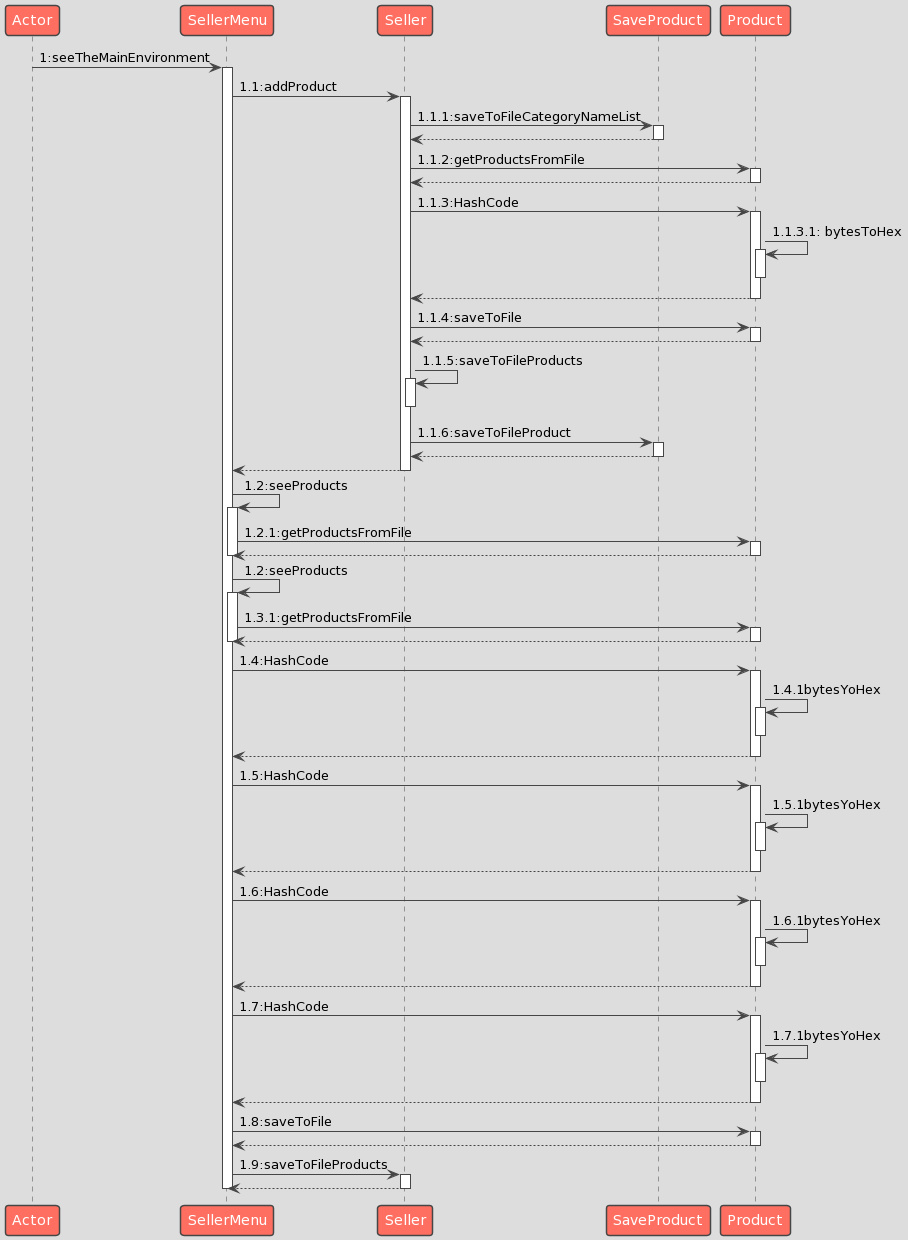 Actor SellerMenu Seller SaveProduct Product
1:seeTheMainEnvironment
1.1:addProduct
1.1.1:saveToFileCategoryNameList
1.1.2:getProductsFromFile
1.1.3:HashCode
1.1.3.1: bytesToHex
1.1.4:saveToFile
1.1.5:saveToFileProducts
1.1.6:saveToFileProduct
1.2:seeProducts
1.2.1:getProductsFromFile
1.2:seeProducts
1.3.1:getProductsFromFile
1.4:HashCode
1.4.1bytesYoHex
1.5:HashCode
1.5.1bytesYoHex
1.6:HashCode
1.6.1bytesYoHex
1.7:HashCode
1.7.1bytesYoHex
1.8:saveToFile
1.9:saveToFileProducts
Actor SellerMenu Seller SaveProduct Product